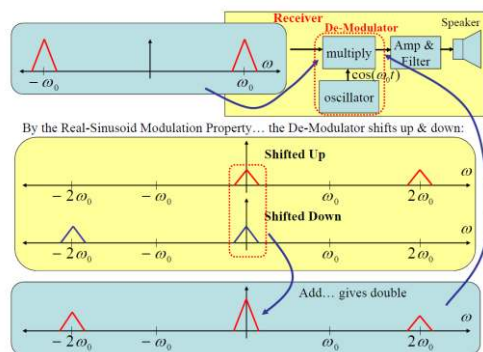 Receiver
De-Modulator
Speaker
multiply
Amp &
Filter
cos(ω₀t)
oscillator
ω
− ω₀
ω₀
By the Real-Sinusoid Modulation Property… the De-Modulator shifts up & down:
Shifted Up
ω
− 2ω₀
− ω₀
ω₀
2ω₀
Shifted Down
ω
− 2ω₀
− ω₀
ω₀
2ω₀
Add… gives double
ω
− 2ω₀
− ω₀
ω₀
2ω₀